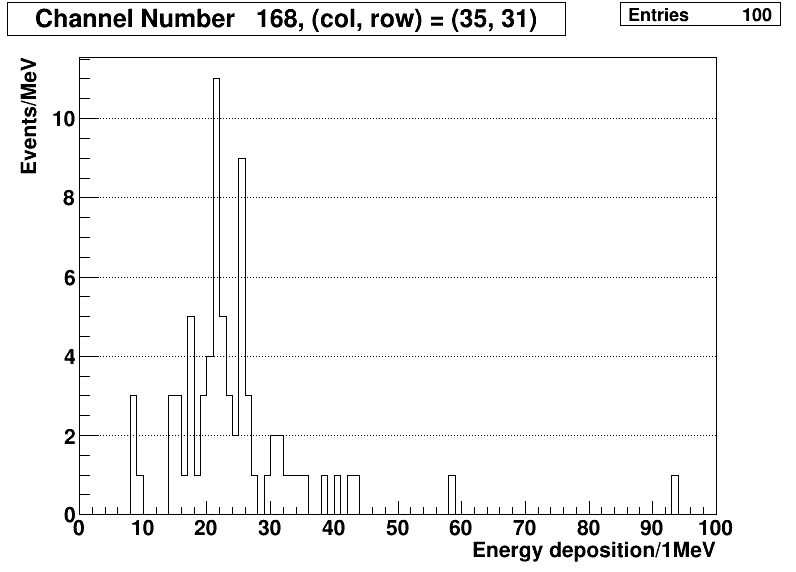 Channel Number 168, (col, row) = (35, 31)
Entries 100
Events/MeV
10
8
6
4
2
0
0 10 20 30 40 50 60 70 80 90 100
Energy deposition/1MeV